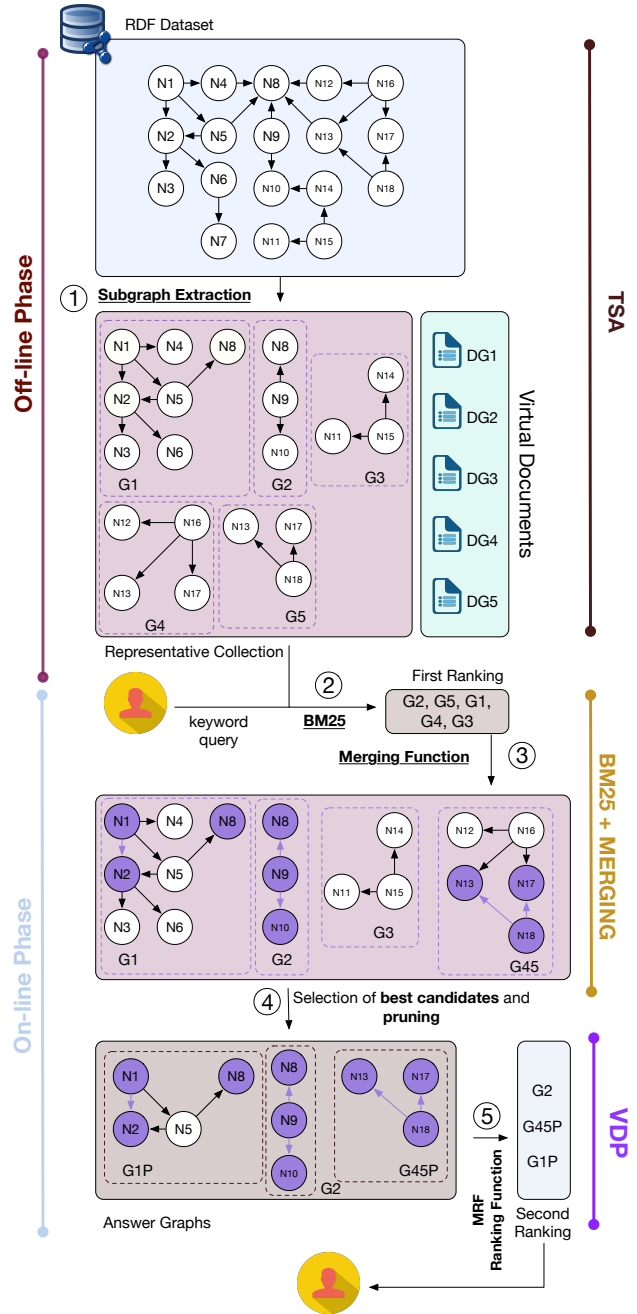 RDF Dataset
N1
N4
N8
N12
N16
N2
N5
N9
N13
N17
N3
N6
N10
N14
N18
N7
N11
N15
Off-line Phase
TSA
1
Subgraph Extraction
N1
N4
N8
N2
N5
N3
N6
G1
N8
N9
N10
G2
N14
N11
N15
G3
N12
N16
N13
N17
G4
N13
N17
N18
G5
DG1
DG2
DG3
DG4
DG5
Virtual Documents
Representative Collection
keyword
query
2
BM25
First Ranking
G2, G5, G1,
G4, G3
Merging Function
3
On-line Phase
BM25 + MERGING
N1
N4
N8
N2
N5
N3
N6
G1
N8
N9
N10
G2
N14
N11
N15
G3
N12
N16
N13
N17
N18
G45
4
Selection of best candidates and
pruning
N1
N8
N2
N5
G1P
N8
N9
N10
G2
N13
N17
N18
G45P
5
MRF
Ranking Function
G2
G45P
G1P
VDP
Answer Graphs
Second
Ranking